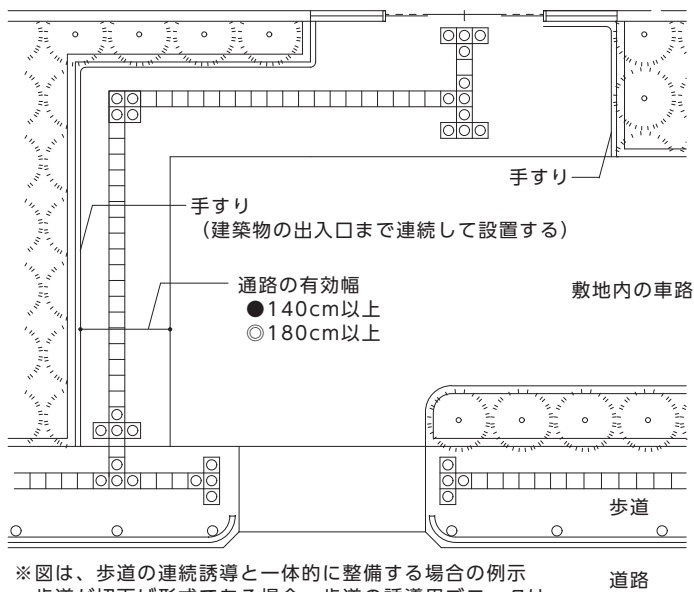 手すり
手すり
（建築物の出入口まで連続して設置する）
通路の有効幅
●140cm以上
◎180cm以上
敷地内の車路
歩道
道路
※図は、歩道の連続誘導と一体的に整備する場合の例示